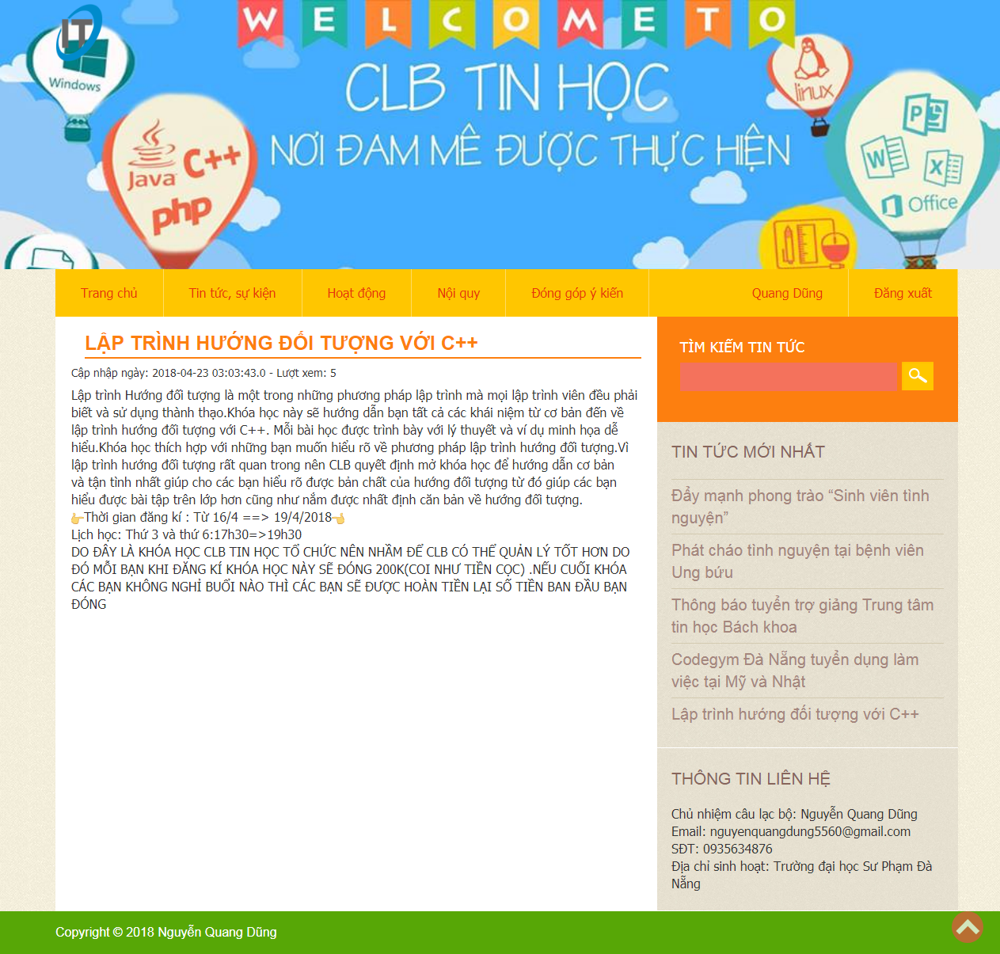 WELCOME TO
IT
Windows
CLB TIN HỌC
NƠI ĐAM MÊ ĐƯỢC THỰC HIỆN
Linux
Java C++
php
Office
Trang chủ
Tin tức, sự kiện
Hoạt động
Nội quy
Đóng góp ý kiến
Quang Dũng
Đăng xuất
LẬP TRÌNH HƯỚNG ĐỐI TƯỢNG VỚI C++
Cập nhập ngày: 2018-04-23 03:03:43.0 - Lượt xem: 5
Lập trình Hướng đối tượng là một trong những phương pháp lập trình mà mọi lập trình viên đều phải
biết và sử dụng thành thạo.Khóa học này sẽ hướng dẫn bạn tất cả các khái niệm từ cơ bản đến về
lập trình hướng đối tượng với C++. Mỗi bài học được trình bày với lý thuyết và ví dụ minh họa dễ
hiểu.Khóa học thích hợp với những bạn muốn hiểu rõ về phương pháp lập trình hướng đối tượng.Vì
lập trình hướng đối tượng rất quan trong nên CLB quyết định mở khóa học để hướng dẫn cơ bản
và tận tình nhất giúp cho các bạn hiểu rõ được bản chất của hướng đối tượng từ đó giúp các bạn
hiểu được bài tập trên lớp hơn cũng như nắm được nhất định căn bản về hướng đối tượng.
👉Thời gian đăng kí : Từ 16/4 ==> 19/4/2018👈
Lịch học: Thứ 3 và thứ 6:17h30=>19h30
DO ĐÂY LÀ KHÓA HỌC CLB TIN HỌC TỔ CHỨC NÊN NHẰM ĐỂ CLB CÓ THỂ QUẢN LÝ TỐT HƠN DO
ĐÓ MỖI BẠN KHI ĐĂNG KÍ KHÓA HỌC NÀY SẼ ĐÓNG 200K(COI NHƯ TIỀN CỌC) .NẾU CUỐI KHÓA
CÁC BẠN KHÔNG NGHỈ BUỔI NÀO THÌ CÁC BẠN SẼ ĐƯỢC HOÀN TIỀN LẠI SỐ TIỀN BAN ĐẦU BẠN
ĐÓNG
TÌM KIẾM TIN TỨC
TIN TỨC MỚI NHẤT
Đẩy mạnh phong trào “Sinh viên tình
nguyện”
Phát cháo tình nguyện tại bệnh viên
Ung bứu
Thông báo tuyển trợ giảng Trung tâm
tin học Bách khoa
Codegym Đà Nẵng tuyển dụng làm
việc tại Mỹ và Nhật
Lập trình hướng đối tượng với C++
THÔNG TIN LIÊN HỆ
Chủ nhiệm câu lạc bộ: Nguyễn Quang Dũng
Email: nguyenquangdung5560@gmail.com
SĐT: 0935634876
Địa chỉ sinh hoạt: Trường đại học Sư Phạm Đà
Nẵng
Copyright © 2018 Nguyễn Quang Dũng